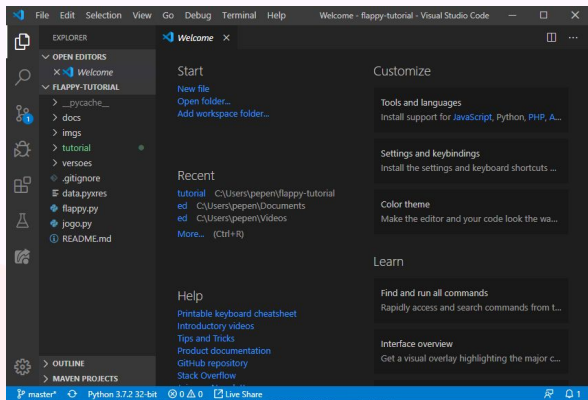 File Edit Selection View Go Debug Terminal Help Welcome - flappy-tutorial - Visual Studio Code
EXPLORER
OPEN EDITORS
Welcome
FLAPPY-TUTORIAL
__pycache__
docs
imgs
tutorial
versoes
.gitignore
data.pyxres
flappy.py
jogo.py
README.md
OUTLINE
MAVEN PROJECTS
Welcome
Start
New file
Open folder...
Add workspace folder...
Recent
tutorial C:\Users\pepen\flappy-tutorial
ed C:\Users\pepen\Documents
ed C:\Users\pepen\Videos
More... (Ctrl+R)
Help
Printable keyboard cheatsheet
Introductory videos
Tips and Tricks
Product documentation
GitHub repository
Stack Overflow
Customize
Tools and languages
Install support for JavaScript, Python, PHP, A...
Settings and keybindings
Install the settings and keyboard shortcuts ...
Color theme
Make the editor and your code look the wa...
Learn
Find and run all commands
Rapidly access and search commands from t...
Interface overview
Get a visual overlay highlighting the major c...
1
master* Python 3.7.2 32-bit 0 0 Live Share 1